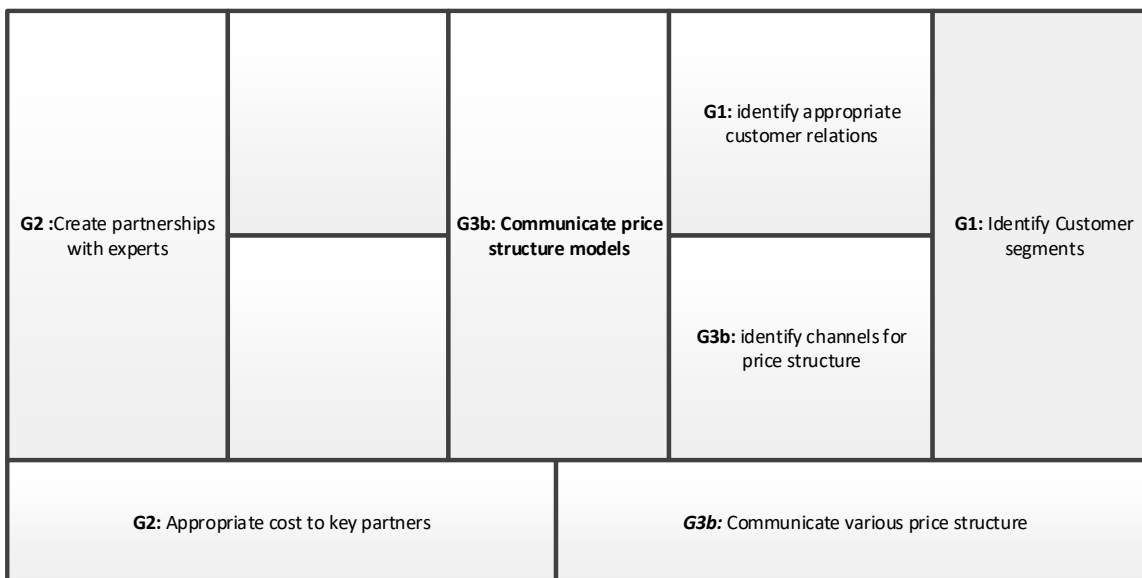 G2 :Create partnerships
with experts
G3b: Communicate price
structure models
G1: identify appropriate
customer relations
G3b: identify channels for
price structure
G1: Identify Customer
segments
G2: Appropriate cost to key partners
G3b: Communicate various price structure